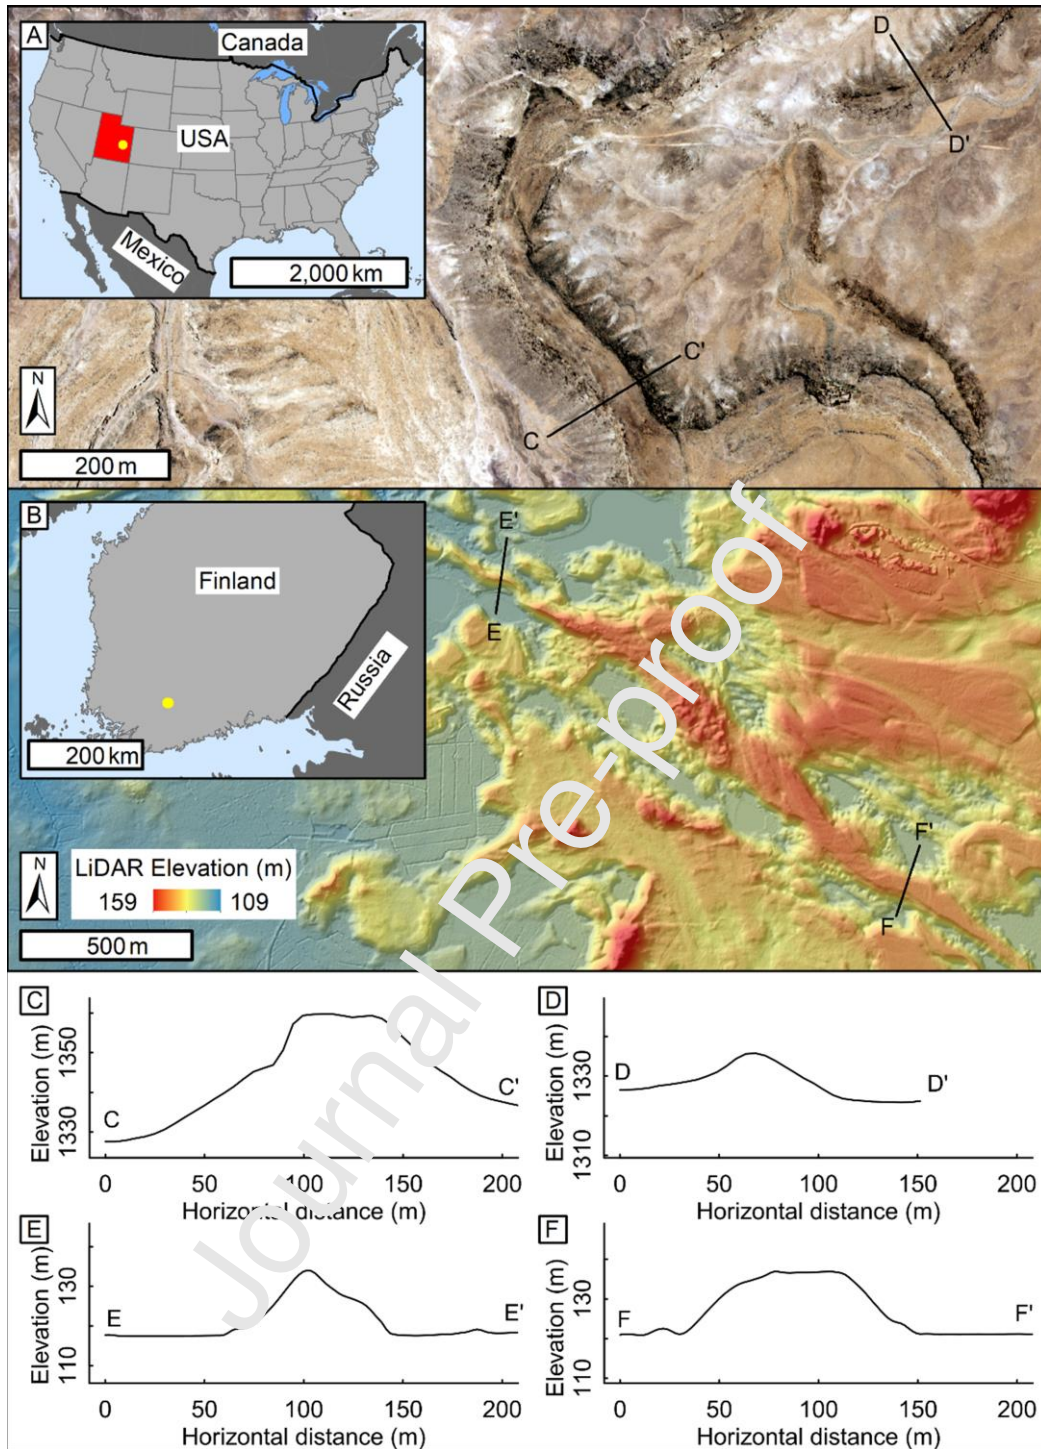 A
Canada
USA
Mexico
2,000 km
N
200 m
D
D'
C'
C
B
Finland
Russia
200 km
N
LiDAR Elevation (m)
159 109
500 m
E'
E
F'
F
Journal Pre-proof
C
Elevation (m)
1350
1330
C
C'
0 50 100 150 200
Horizontal distance (m)
D
Elevation (m)
1330
1310
D
D'
0 50 100 150 200
Horizontal distance (m)
E
Elevation (m)
130
110
E
E'
0 50 100 150 200
Horizontal distance (m)
F
Elevation (m)
130
110
F
F'
0 50 100 150 200
Horizontal distance (m)